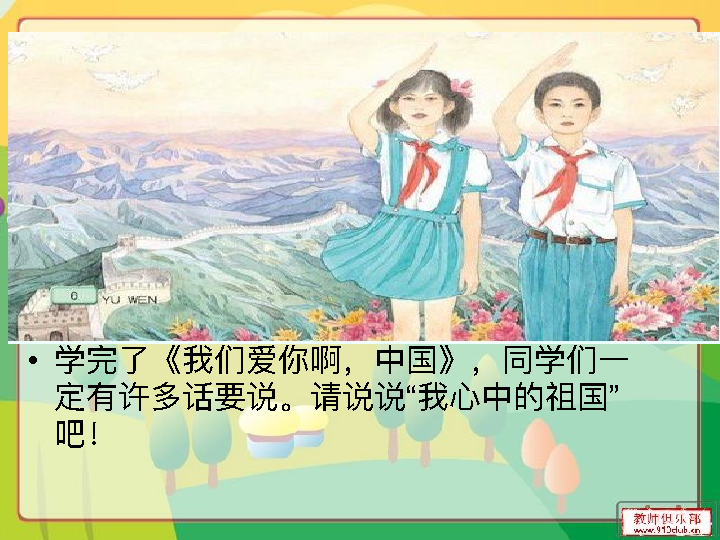 6
YU WEN
• 学完了《我们爱你啊，中国》，同学们一
定有许多话要说。请说说“我心中的祖国”
吧！
教师俱乐部
www.913club.cn